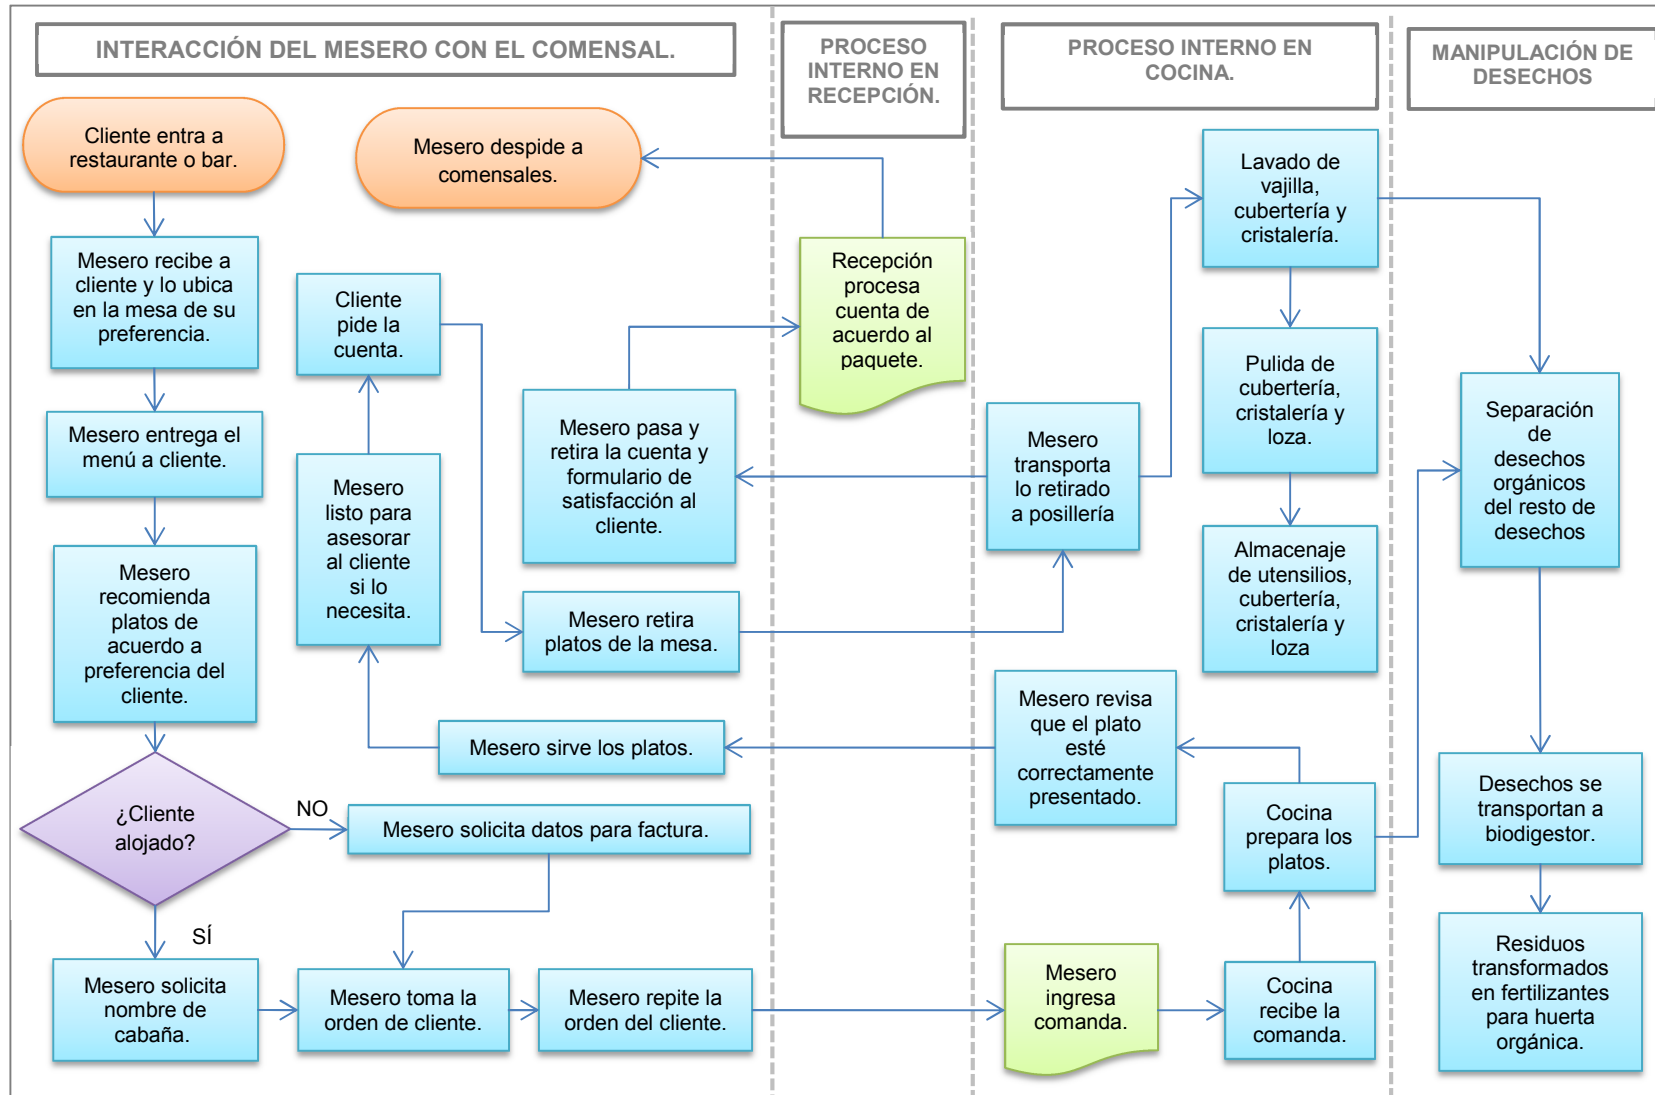 INTERACCIÓN DEL MESERO CON EL COMENSAL.
PROCESO
INTERNO EN
RECEPCIÓN.
PROCESO INTERNO EN
COCINA.
MANIPULACIÓN DE
DESECHOS
Cliente entra a
restaurante o bar.
Mesero despide a
comensales.
Mesero recibe a
cliente y lo ubica
en la mesa de su
preferencia.
Mesero entrega el
menú a cliente.
Mesero
recomienda
platos de
acuerdo a
preferencia del
cliente.
¿Cliente
alojado?
NO
SÍ
Mesero solicita
nombre de
cabaña.
Mesero solicita datos para factura.
Mesero toma la
orden de cliente.
Mesero repite la
orden del cliente.
Cliente
pide la
cuenta.
Mesero
listo para
asesorar
al cliente
si lo
necesita.
Mesero sirve los platos.
Mesero pasa y
retira la cuenta y
formulario de
satisfacción al
cliente.
Mesero retira
platos de la mesa.
Recepción
procesa
cuenta de
acuerdo al
paquete.
Mesero
transporta
lo retirado
a posillería
Mesero revisa
que el plato
esté
correctamente
presentado.
Mesero
ingresa
comanda.
Lavado de
vajilla,
cubertería y
cristalería.
Pulida de
cubertería,
cristalería y
loza.
Almacenaje
de utensilios,
cubertería,
cristalería y
loza
Cocina
prepara los
platos.
Cocina
recibe la
comanda.
Separación
de
desechos
orgánicos
del resto de
desechos
Desechos se
transportan a
biodigestor.
Residuos
transformados
en fertilizantes
para huerta
orgánica.